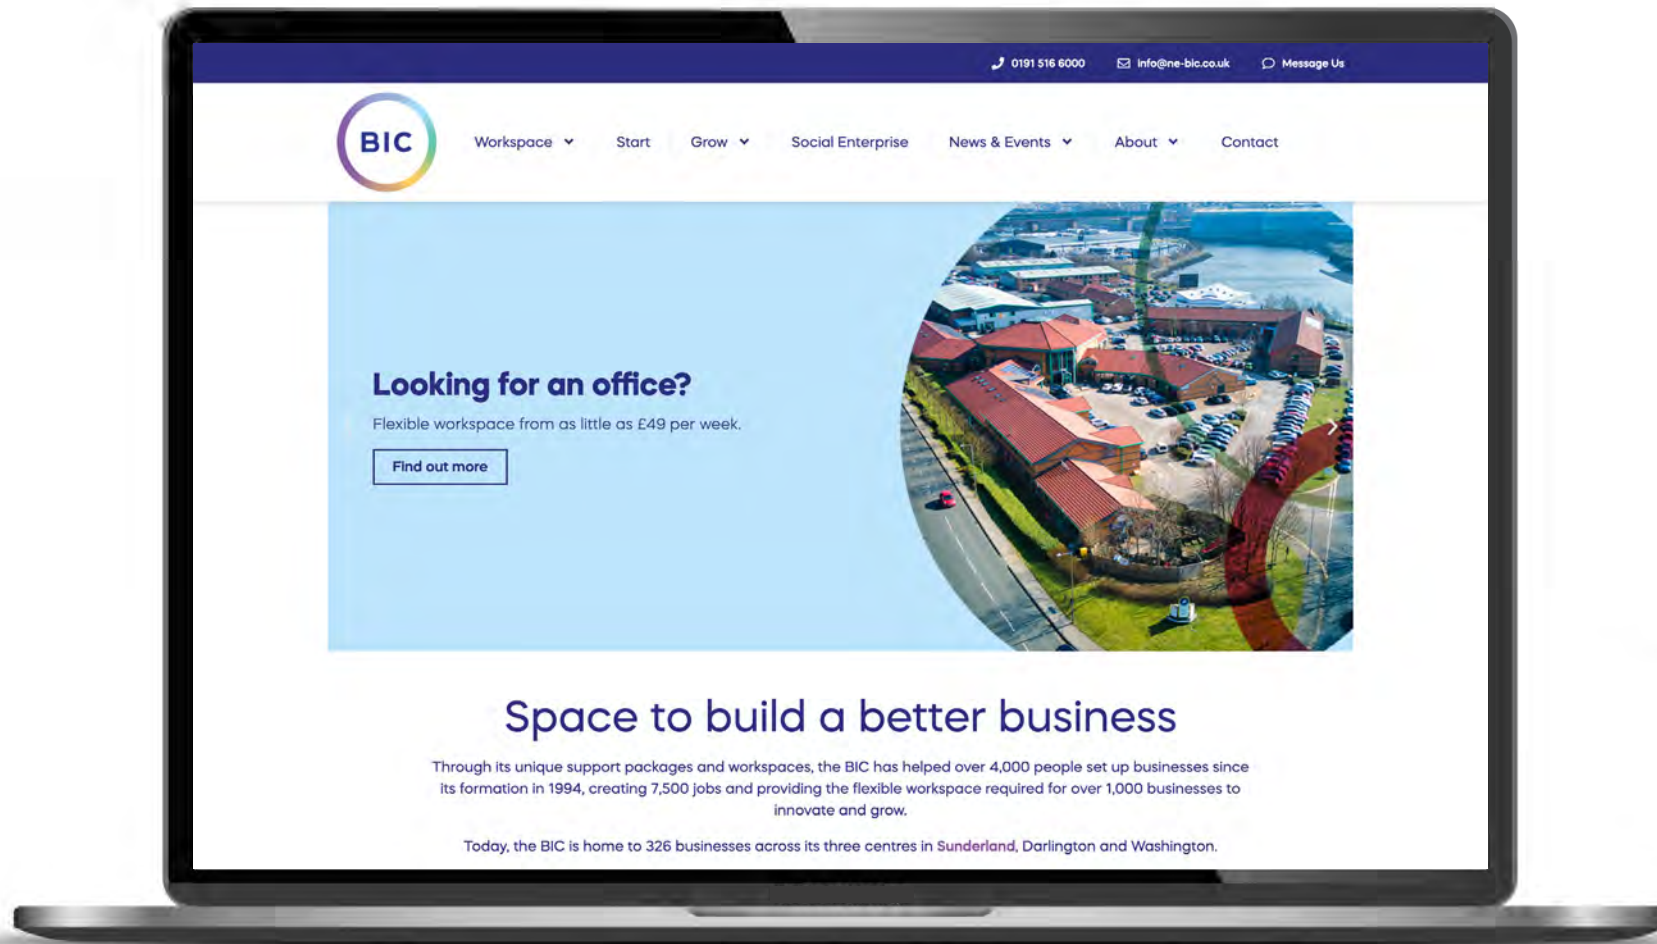 0191 516 6000 info@ne-bic.co.uk Message Us
BIC Workspace Start Grow Social Enterprise News & Events About Contact
Looking for an office?
Flexible workspace from as little as £49 per week.
Find out more
Space to build a better business
Through its unique support packages and workspaces, the BIC has helped over 4,000 people set up businesses since
its formation in 1994, creating 7,500 jobs and providing the flexible workspace required for over 1,000 businesses to
innovate and grow.
Today, the BIC is home to 326 businesses across its three centres in Sunderland, Darlington and Washington.